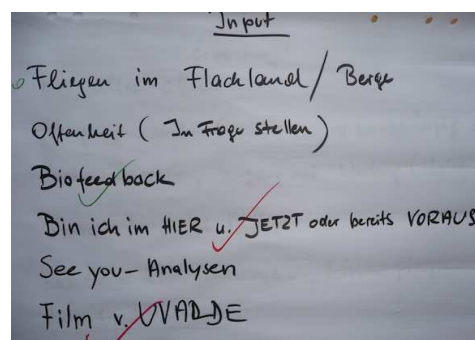 Input
Fliegen im Flachland / Berge
Offenheit ( In Frage stellen )
Biofeedback
Bin ich im HIER u. JETZT oder bereits VORAUS
See you - Analysen
Film v. UVADDE